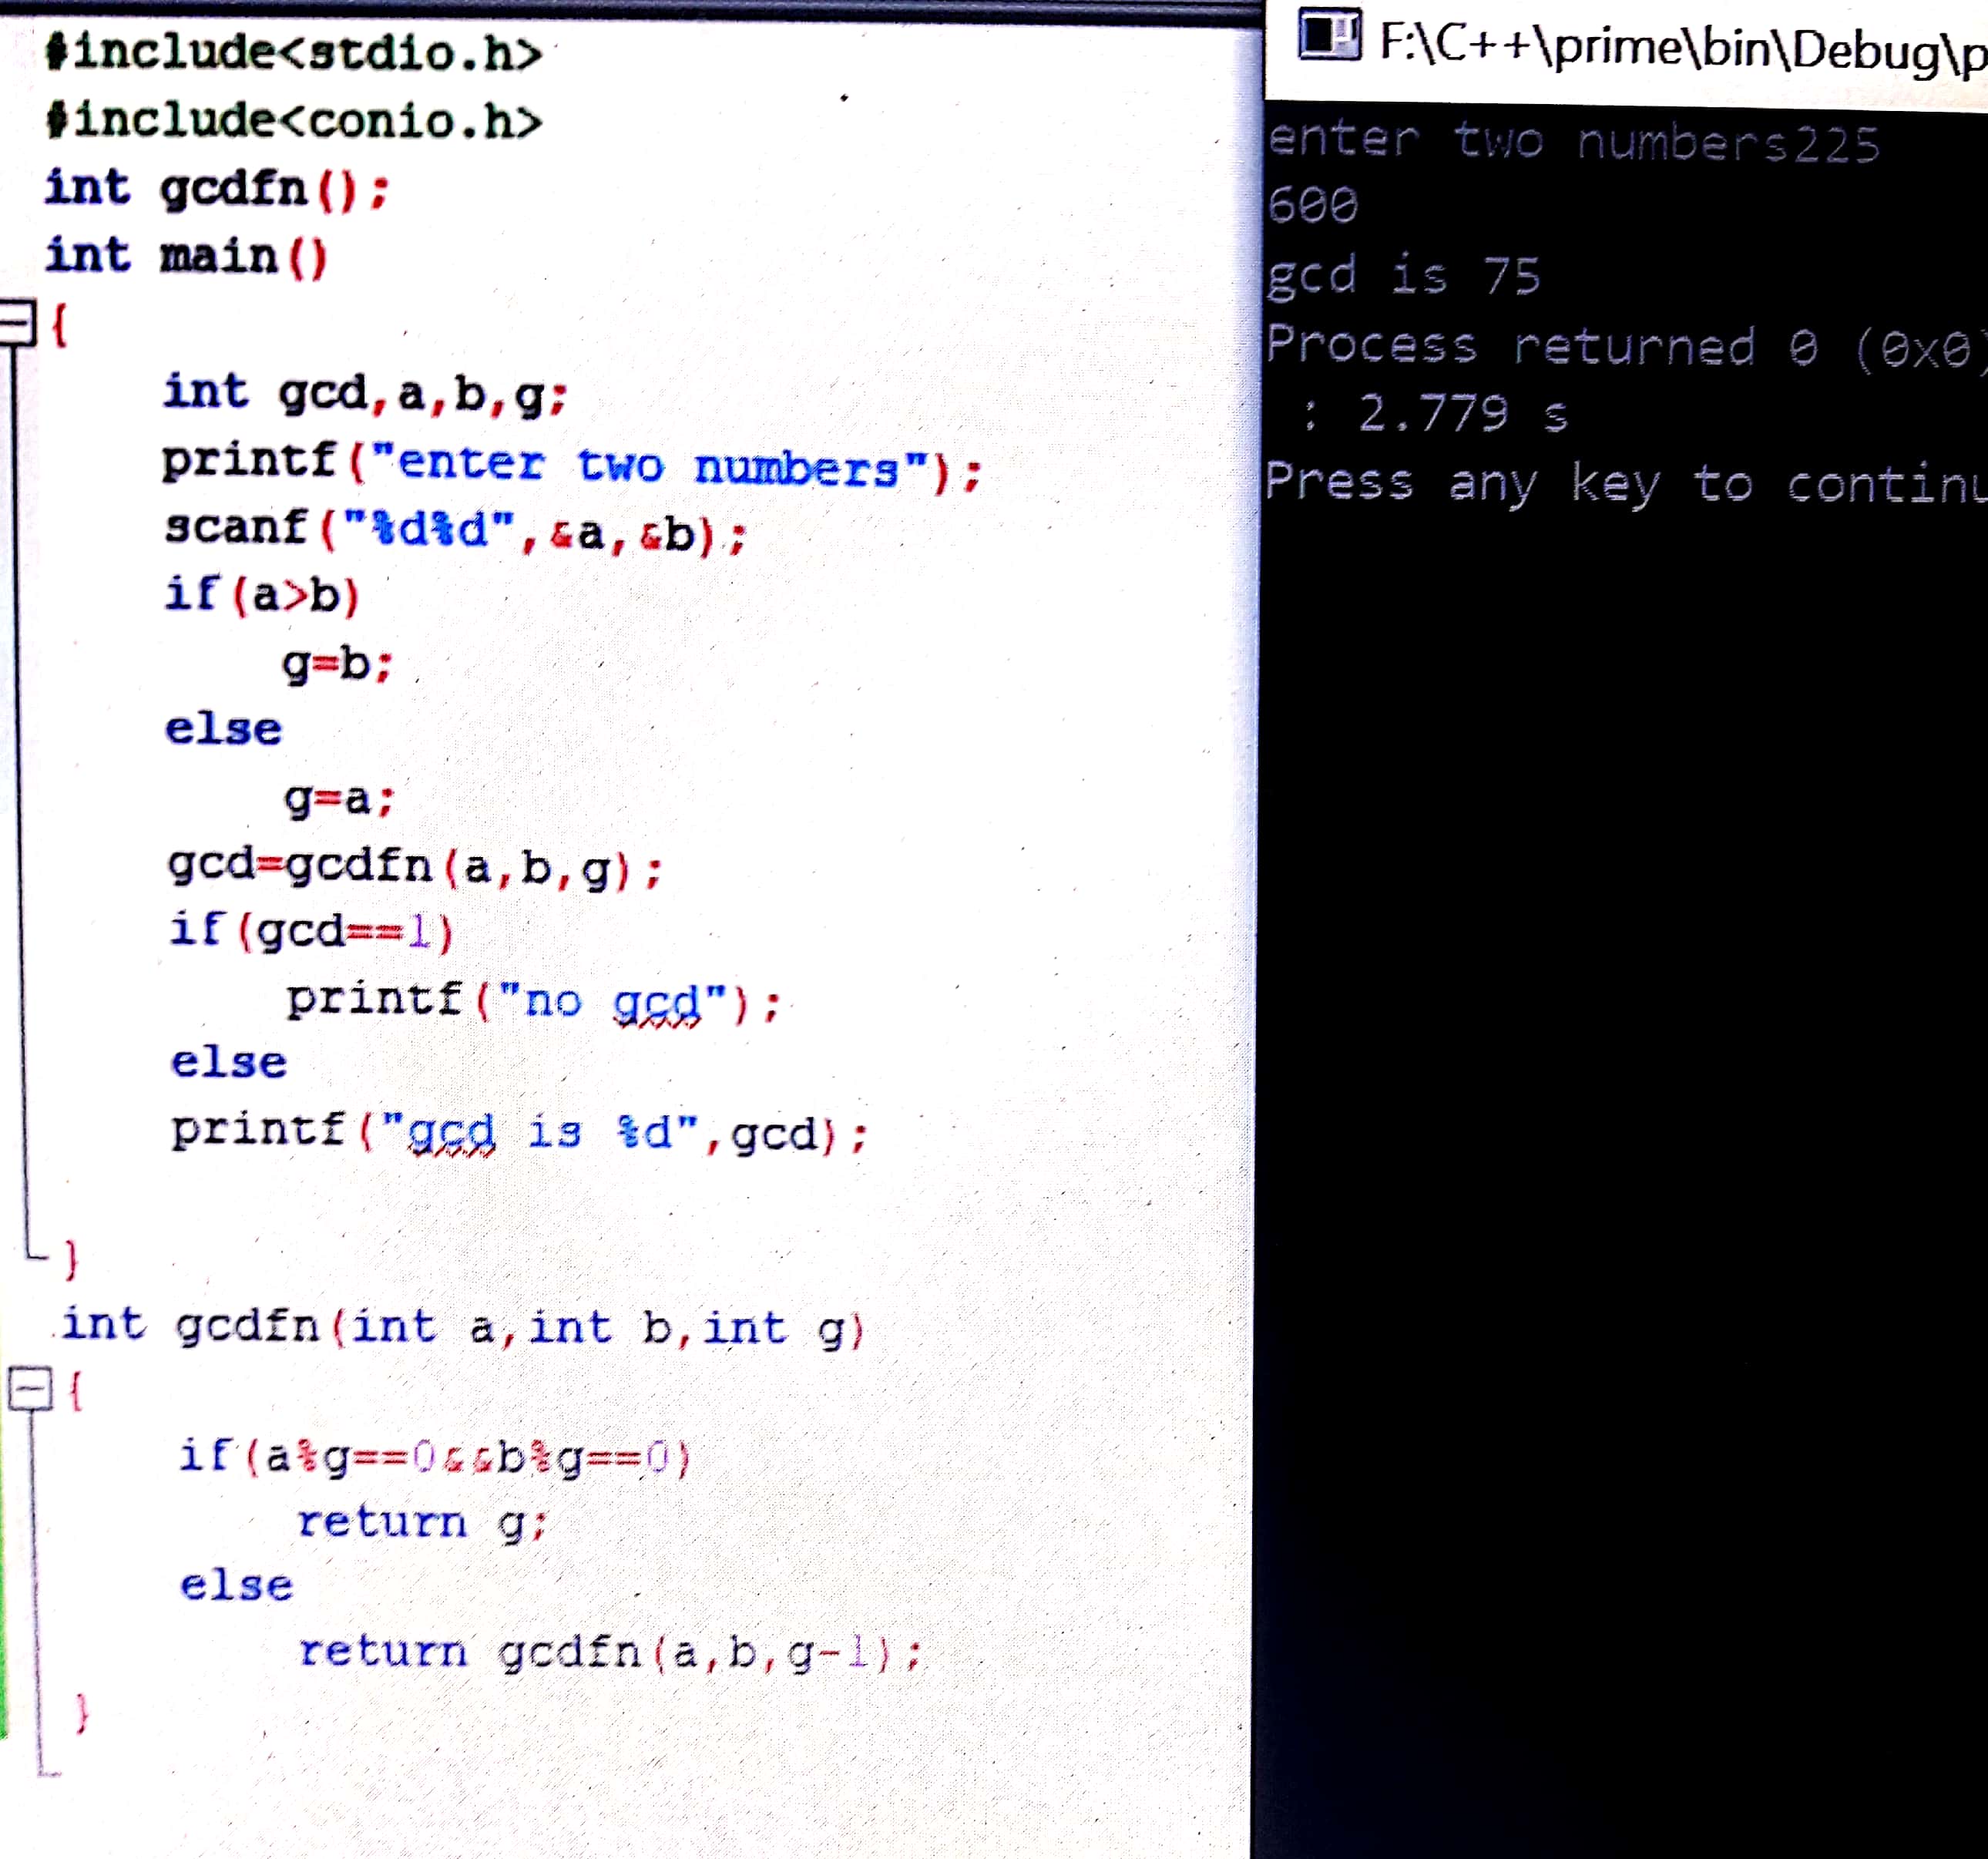 #include<stdio.h>
#include<conio.h>
int gcdfn();
int main()
{
int gcd,a,b,g;
printf("enter two numbers");
scanf("%d%d",&a,&b);
if(a>b)
g=b;
else
g=a;
gcd=gcdfn(a,b,g);
if(gcd==1)
printf("no gcd");
else
printf("gcd is %d",gcd);
}
int gcdfn(int a,int b,int g)
{
if(a%g==0&&b%g==0)
return g;
else
return gcdfn(a,b,g-1);
}
F:\C++\prime\bin\Debug\p
enter two numbers225
600
gcd is 75
Process returned 0 (0x0)
: 2.779 s
Press any key to continu